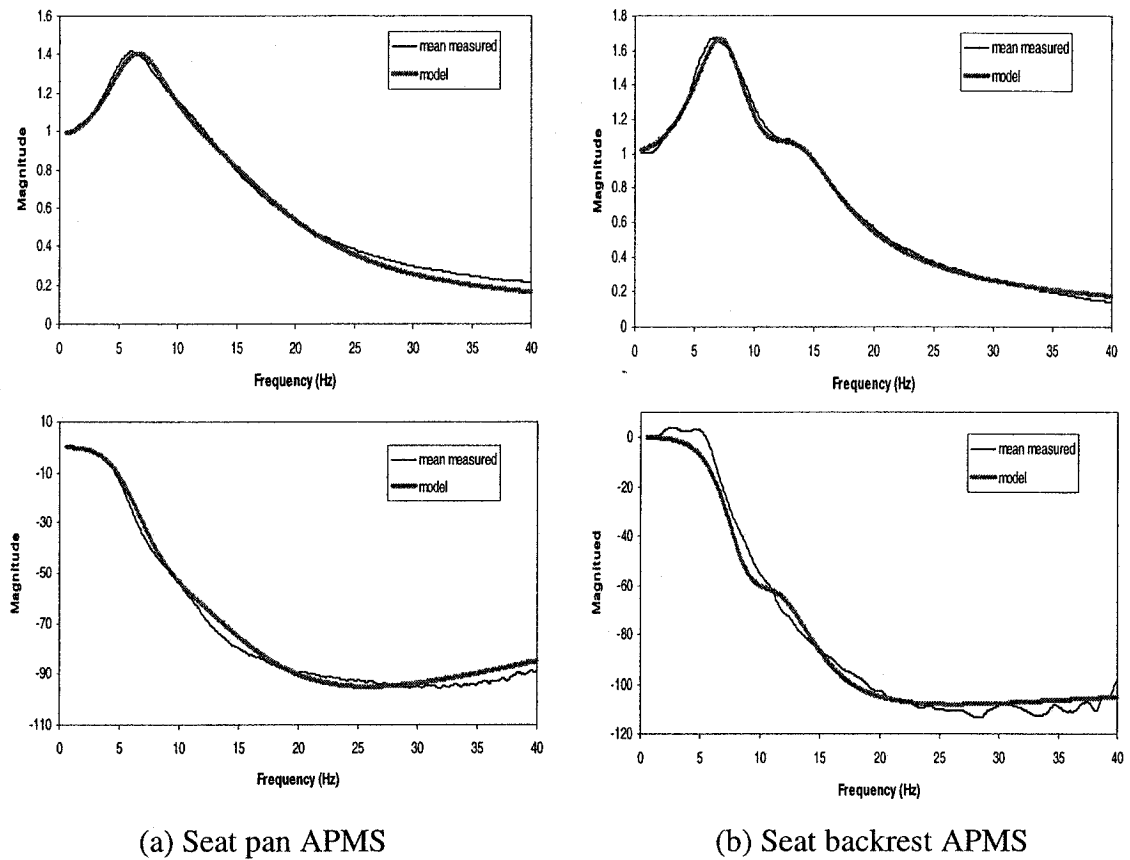 1.6
1.4
1.2
1
0.8
0.6
0.4
0.2
0
Magnitude
mean measured
model
0 5 10 15 20 25 30 35 40
Frequency (Hz)
1.8
1.6
1.4
1.2
1
0.8
0.6
0.4
0.2
0
Magnitude
mean measured
model
0 5 10 15 20 25 30 35 40
Frequency (Hz)
10
-10
-30
-50
-70
-90
-110
Magnitude
mean measured
model
0 5 10 15 20 25 30 35 40
Frequency (Hz)
0
-20
-40
-60
-80
-100
-120
Magnitued
mean measured
model
0 5 10 15 20 25 30 35 40
Frequency (Hz)
(a) Seat pan APMS
(b) Seat backrest APMS